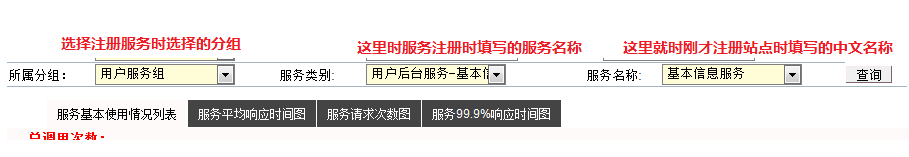 选择注册服务时选择的分组 这里时服务注册时填写的服务名称 这里就时刚才注册站点时填写的中文名称
所属分组： 用户服务组 服务类别: 用户后台服务-基本信 服务名称: 基本信息服务 查询
服务基本使用情况列表 服务平均响应时间图 服务请求次数图 服务99.9%响应时间图
总调用次数：